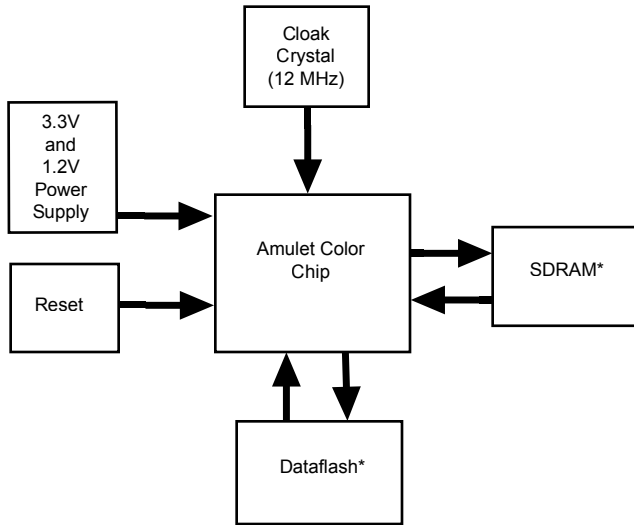 Cloak
Crystal
(12 MHz)
3.3V
and
1.2V
Power
Supply
Amulet Color
Chip
SDRAM*
Reset
Dataflash*